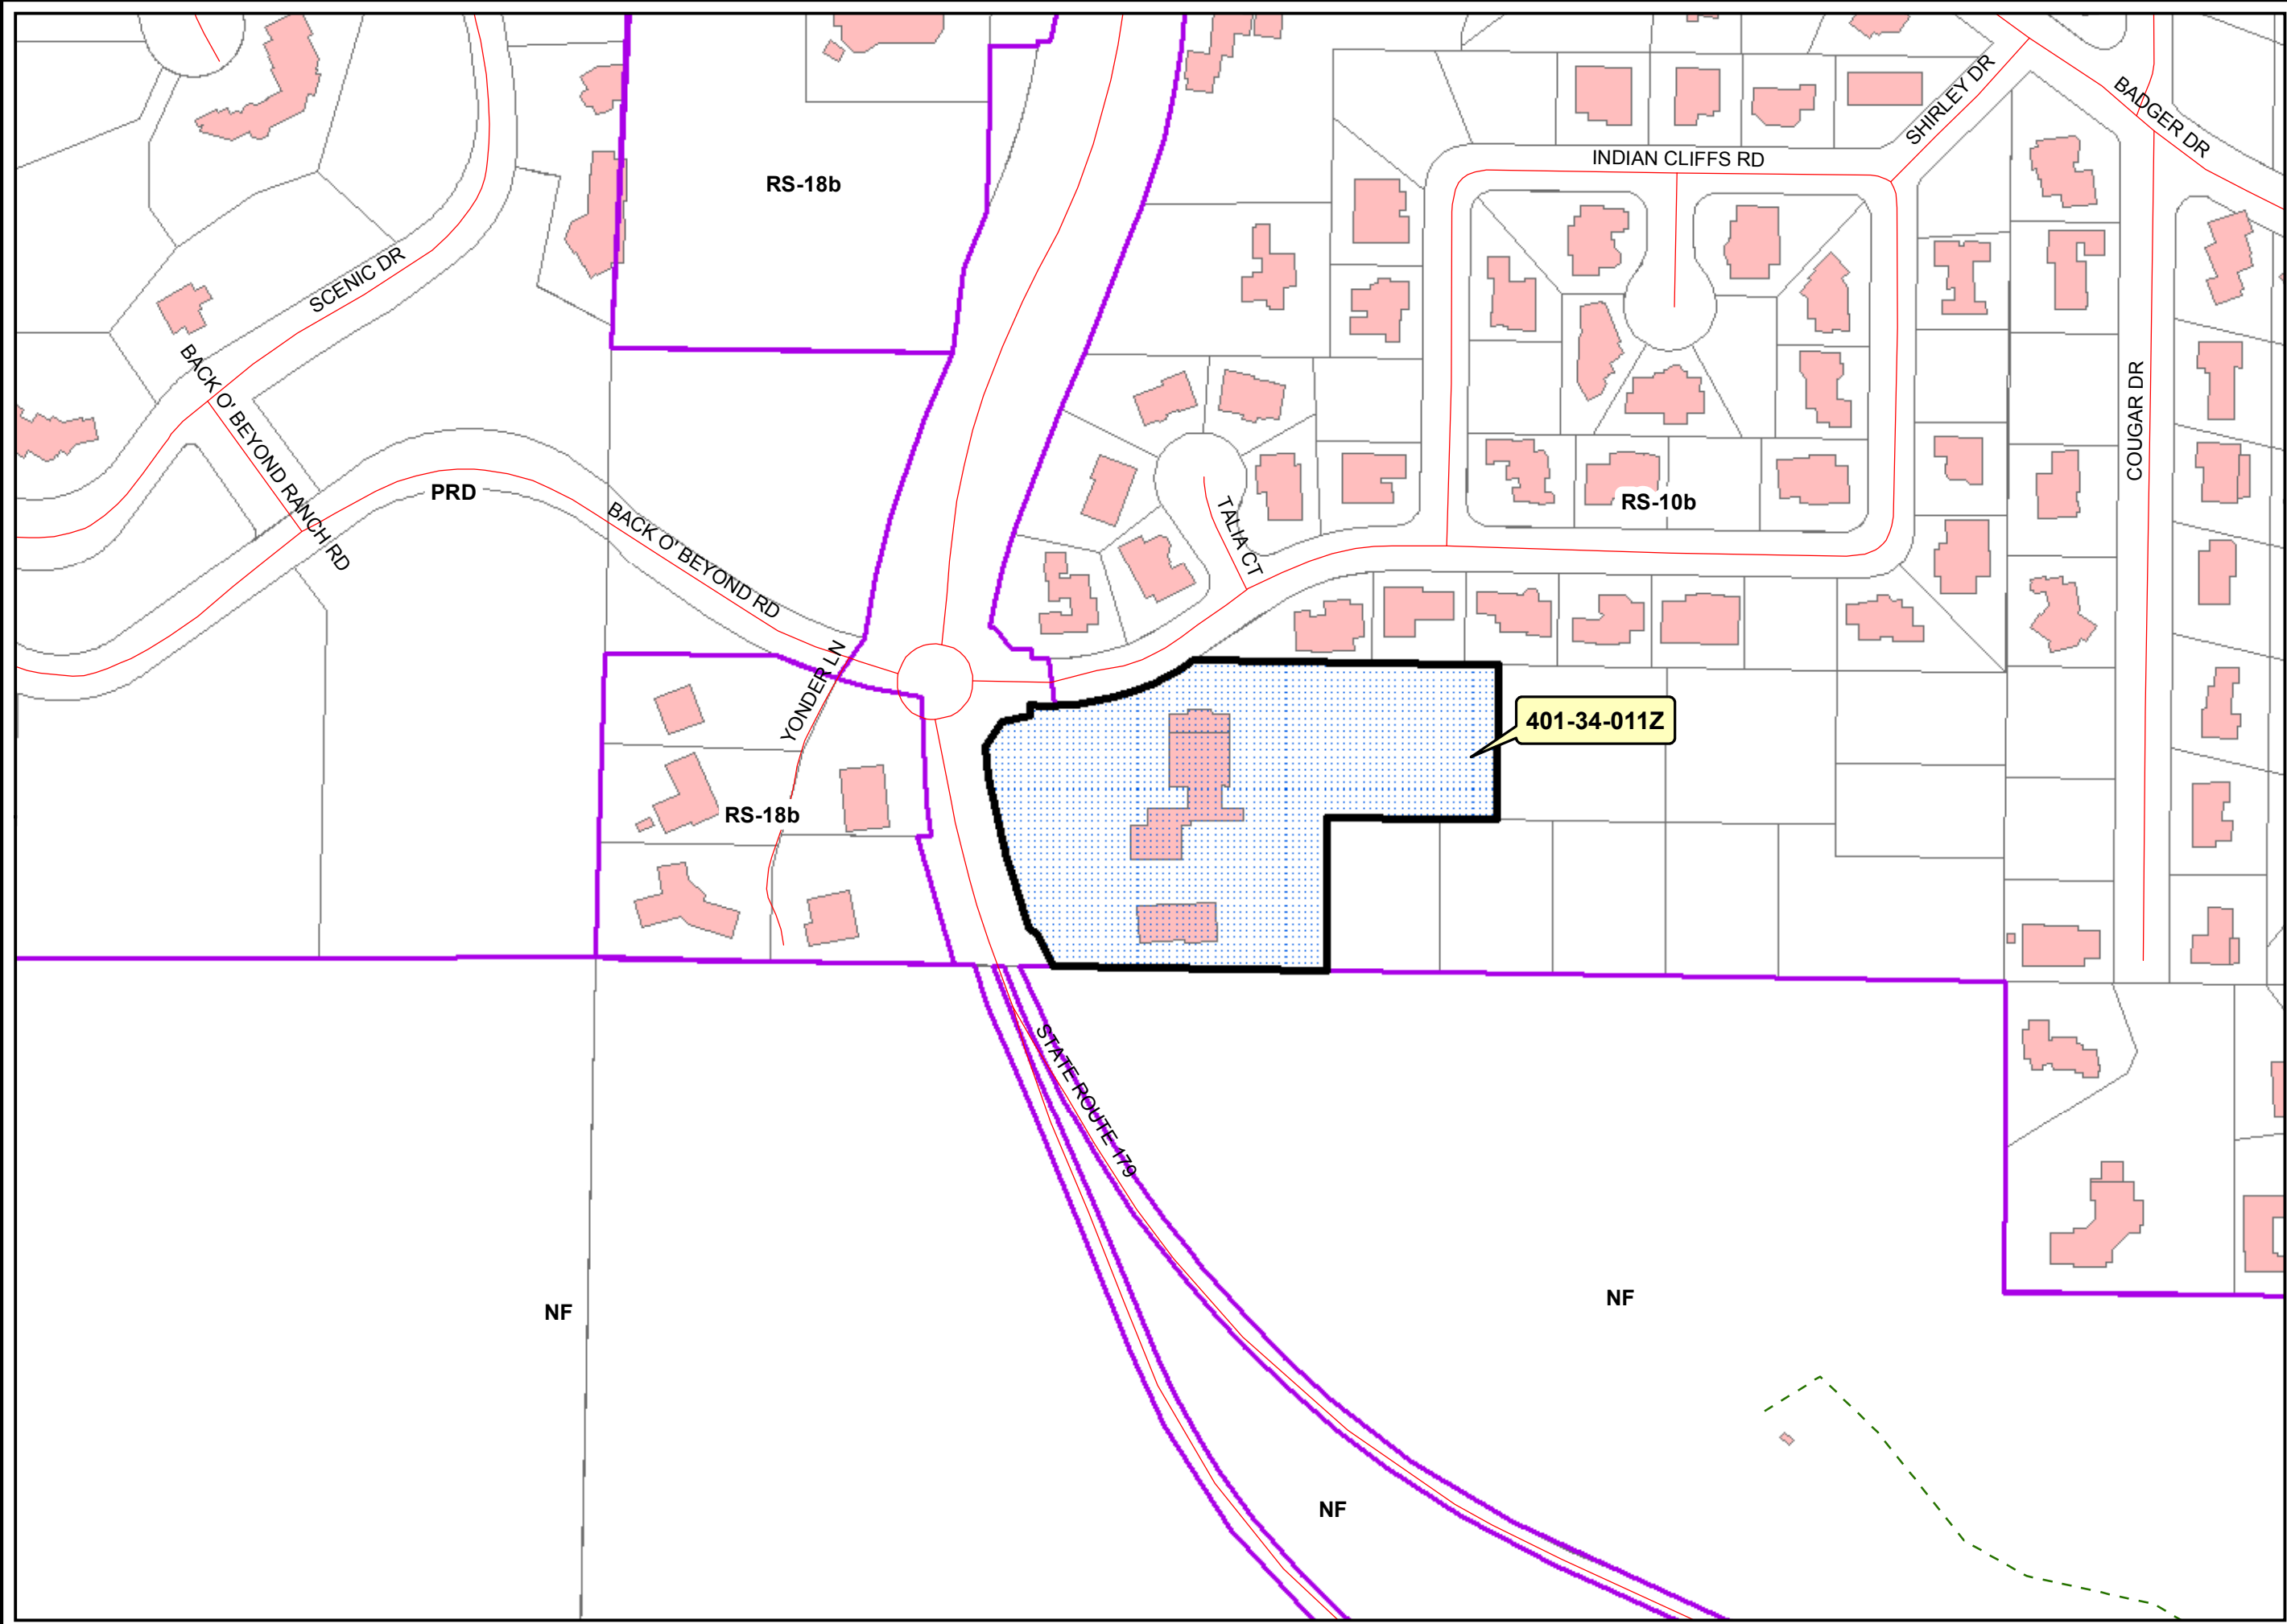 SHIRLEY DR
BADGER DR
INDIAN CLIFFS RD
RS-18b
SCENIC DR
BACK O' BEYOND RANCH RD
COUGAR DR
PRD
RS-10b
TALIA CT
BACK O' BEYOND RD
YONDER LN
401-34-011Z
RS-18b
STATE ROUTE 179
NF
NF
NF